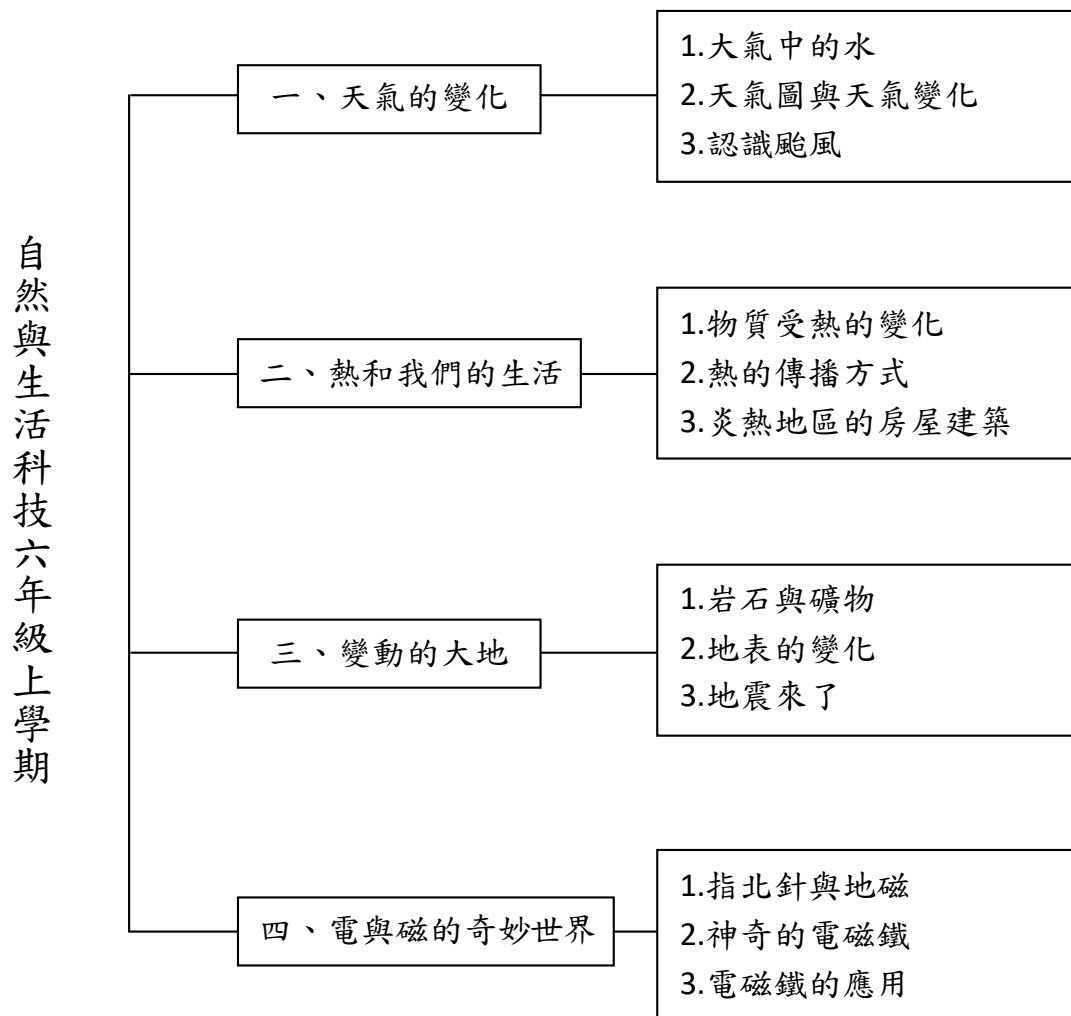 自然與生活科技六年級上學期
一、天氣的變化
1.大氣中的水
2.天氣圖與天氣變化
3.認識颱風
二、熱和我們的生活
1.物質受熱的變化
2.熱的傳播方式
3.炎熱地區的房屋建築
三、變動的大地
1.岩石與礦物
2.地表的變化
3.地震來了
四、電與磁的奇妙世界
1.指北針與地磁
2.神奇的電磁鐵
3.電磁鐵的應用